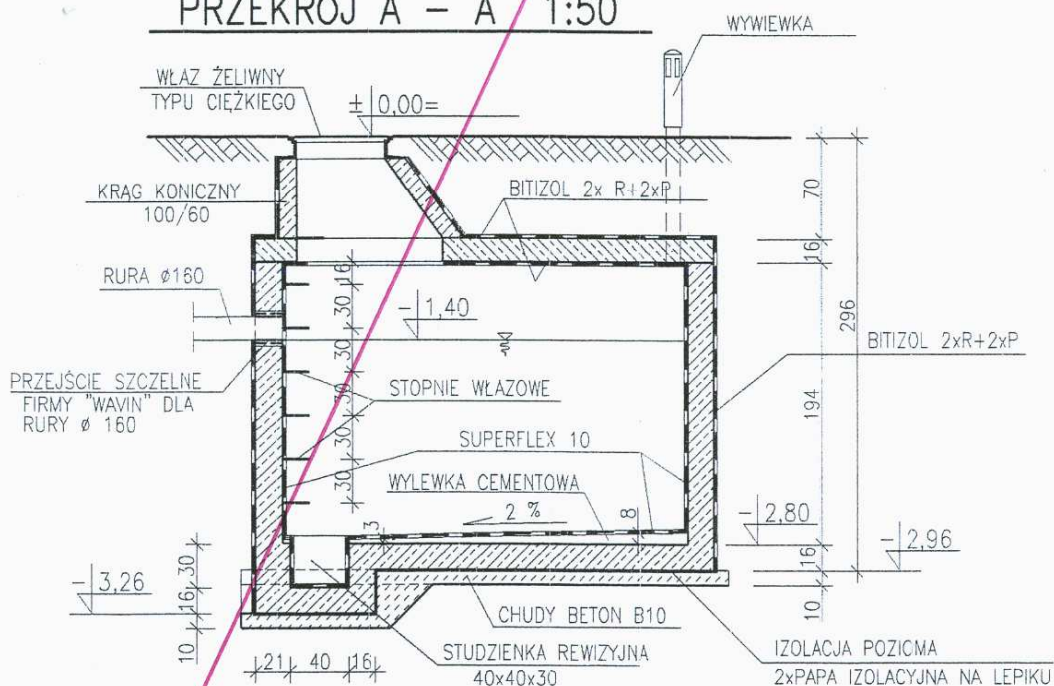 PRZEKRÓJ A – A 1:50
WYWIEWKA
WŁAZ ŻELIWNY
TYPU CIĘŻKIEGO
± 0,00=
KRĄG KONICZNY
100/60
BITIZOL 2x R+2xP
70
16
RURA ø160
16
30
- 1,40
30
296
BITIZOL 2xR+2xP
PRZEJŚCIE SZCZELNE
FIRMY "WAVIN" DLA
RURY ø 160
30
STOPNIE WŁAZOWE
194
30
30
SUPERFLEX 10
30
WYLEWKA CEMENTOWA
2 %
3
8
- 2,80
- 2,96
30
16
- 3,26
16
10
CHUDY BETON B10
10
21
40
16
STUDZIENKA REWIZYJNA
40x40x30
IZOLACJA POZIOMA
2xPAPA IZOLACYJNA NA LEPIKU